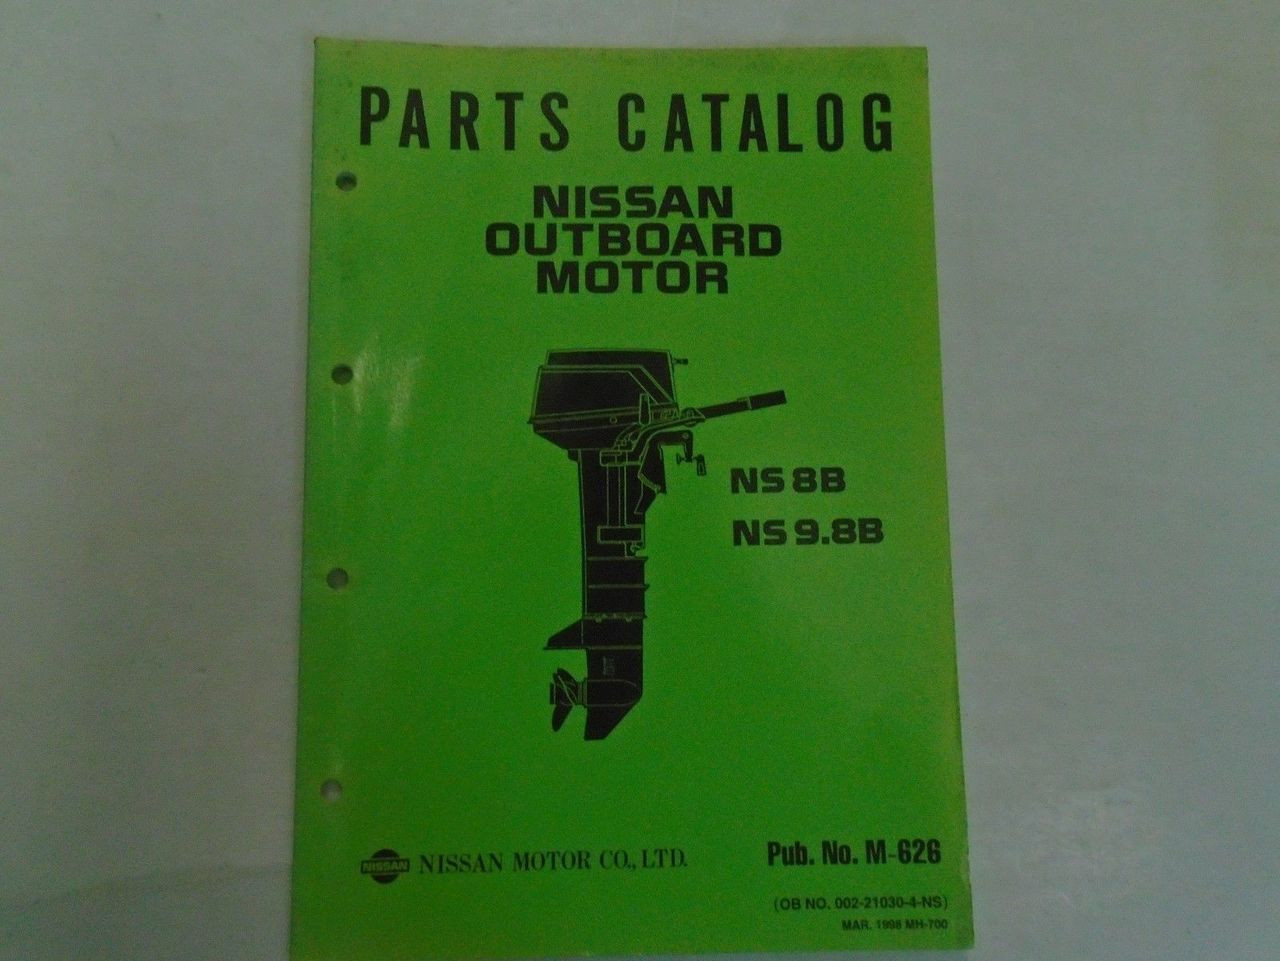 PARTS CATALOG
NISSAN
OUTBOARD
MOTOR
NS 8B
NS 9.8B
NISSAN NISSAN MOTOR CO., LTD.
Pub. No. M-626
(OB NO. 002-21030-4-NS)
MAR. 1998 MH-700